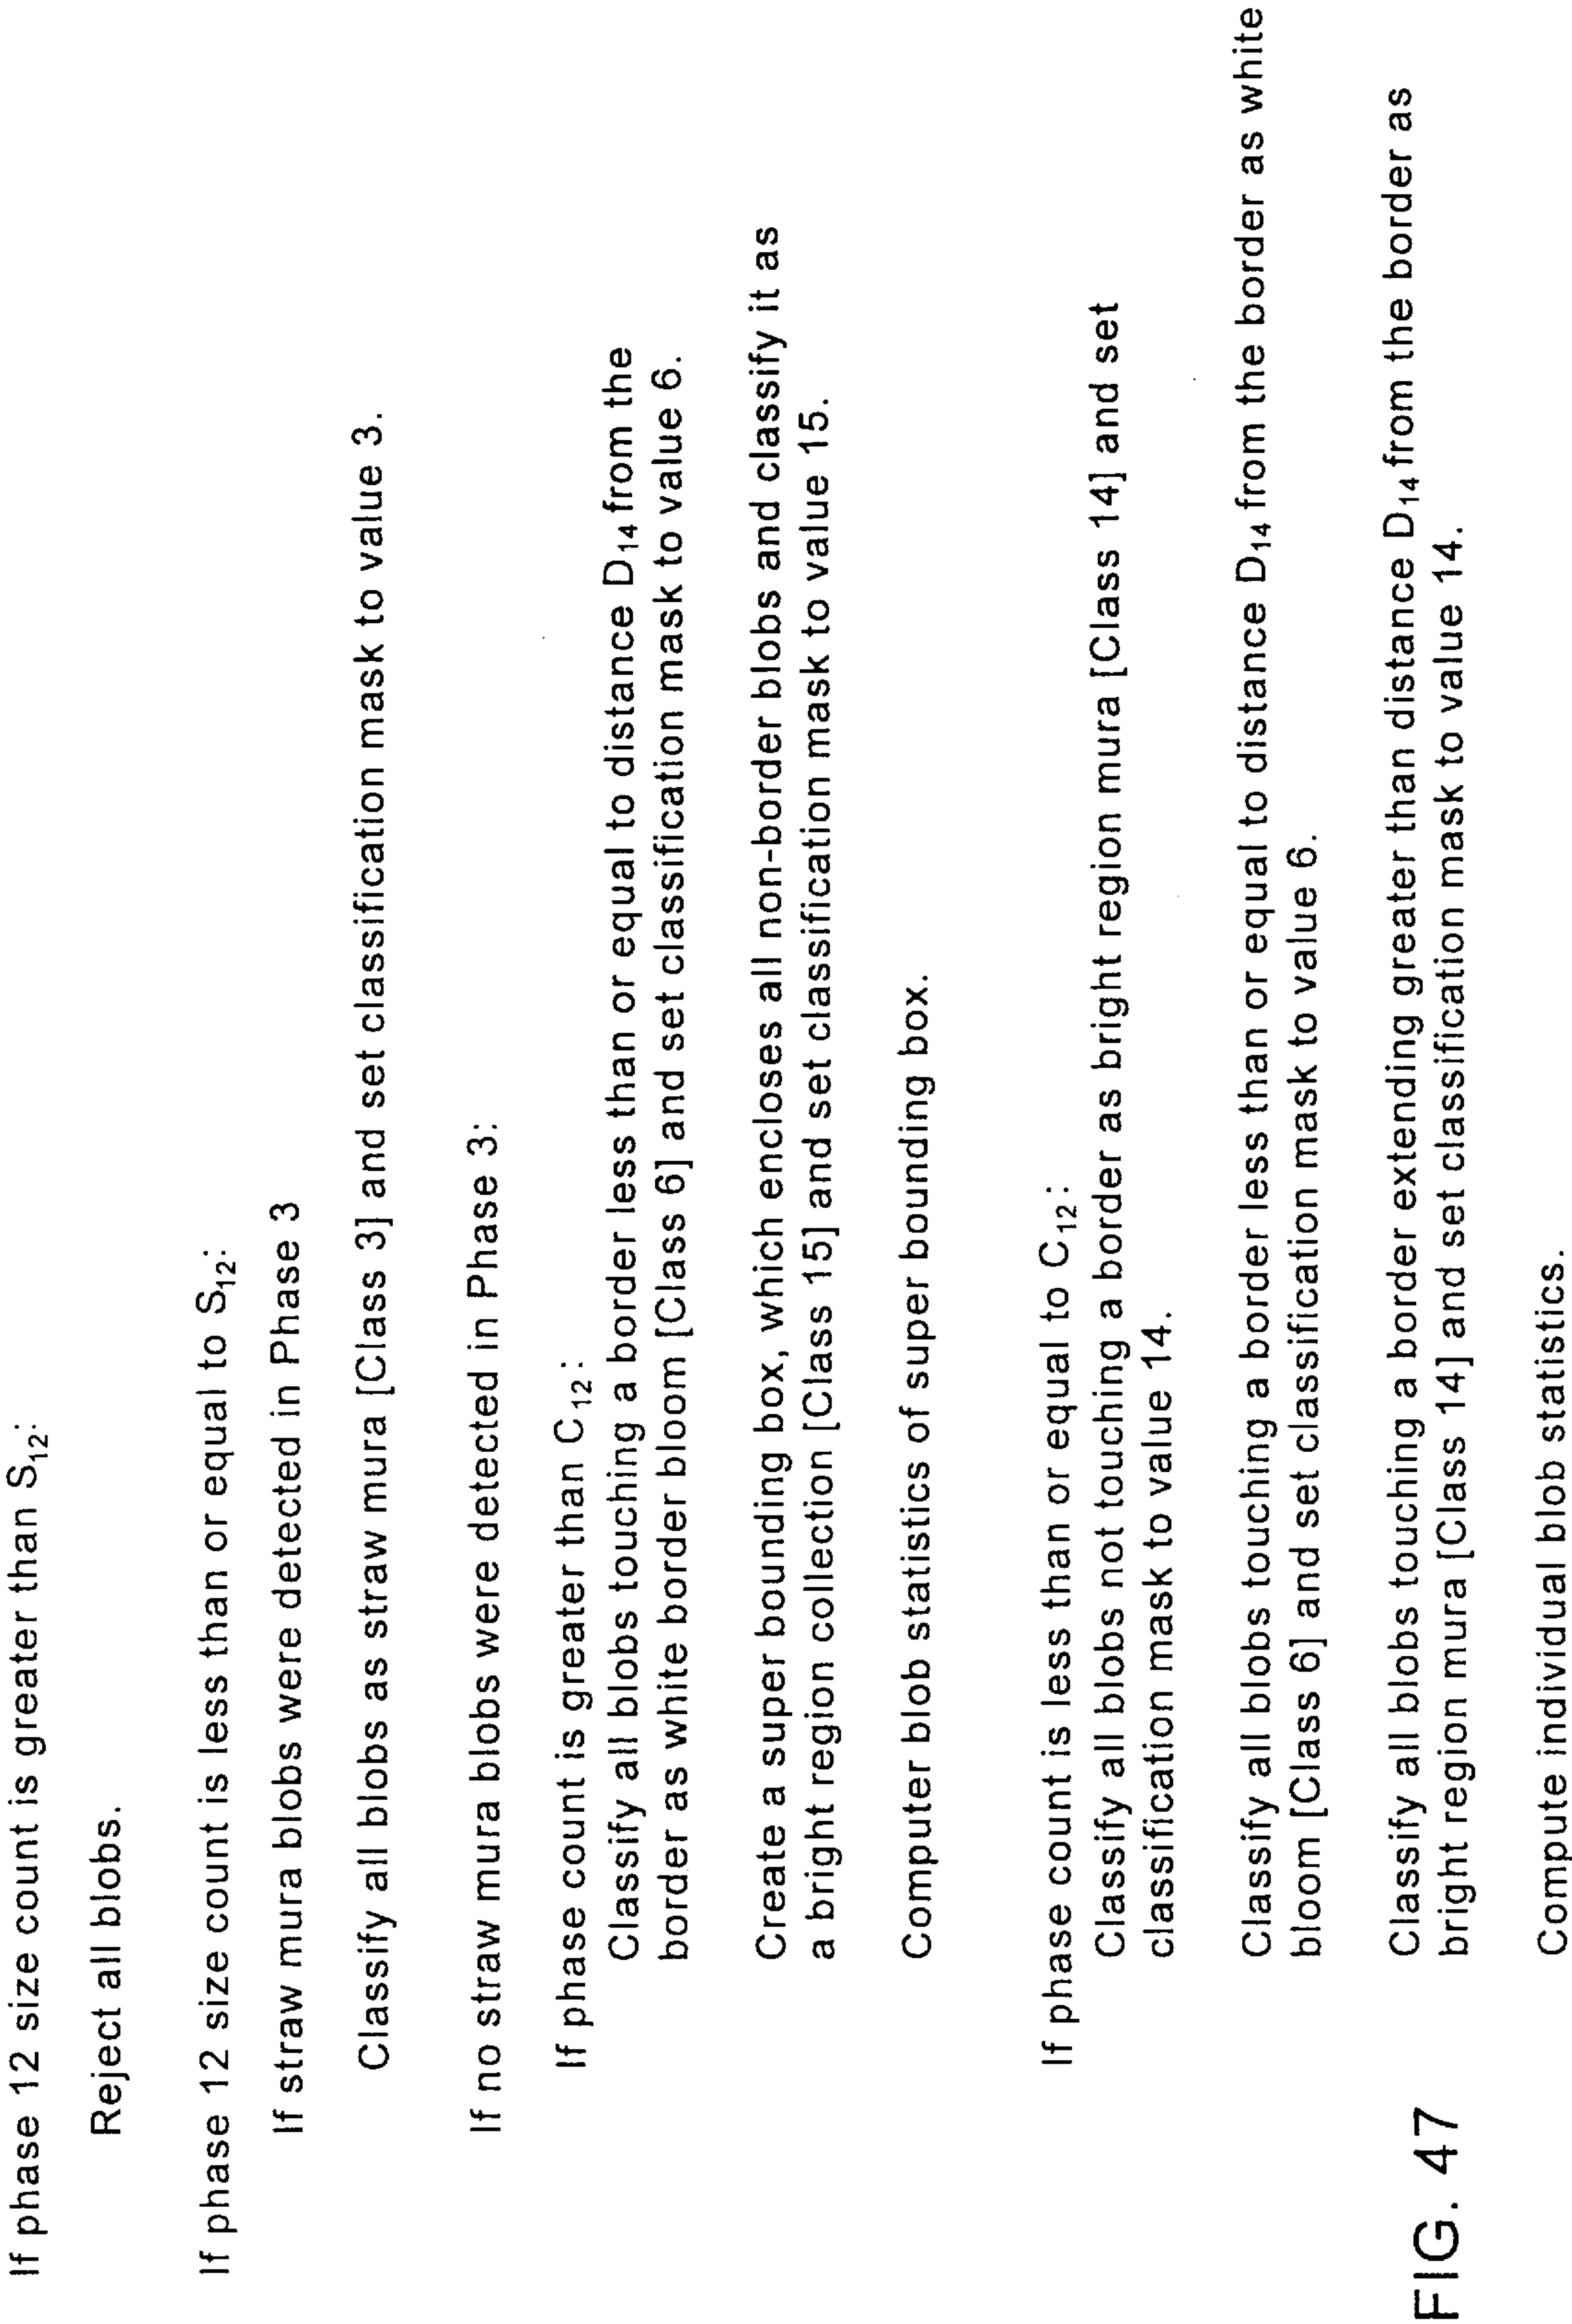 If phase 12 size count is greater than S₁₂:
Reject all blobs.
If phase 12 size count is less than or equal to S₁₂:
If straw mura blobs were detected in Phase 3
Classify all blobs as straw mura [Class 3] and set classification mask to value 3.
If no straw mura blobs were detected in Phase 3:
If phase count is greater than C₁₂:
Classify all blobs touching a border less than or equal to distance D₁₄ from the
border as white border bloom [Class 6] and set classification mask to value 6.
Create a super bounding box, which encloses all non-border blobs and classify it as
a bright region collection [Class 15] and set classification mask to value 15.
Computer blob statistics of super bounding box.
If phase count is less than or equal to C₁₂:
Classify all blobs not touching a border as bright region mura [Class 14] and set
classification mask to value 14.
Classify all blobs touching a border less than or equal to distance D₁₄ from the border as white
bloom [Class 6] and set classification mask to value 6.
Classify all blobs touching a border extending greater than distance D₁₄ from the border as
bright region mura [Class 14] and set classification mask to value 14.
Compute individual blob statistics.
FIG. 47